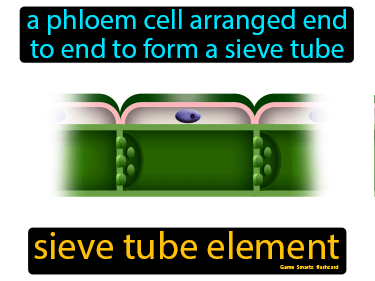 a phloem cell arranged end
to end to form a sieve tube
sieve tube element
Game Smartz flashcard